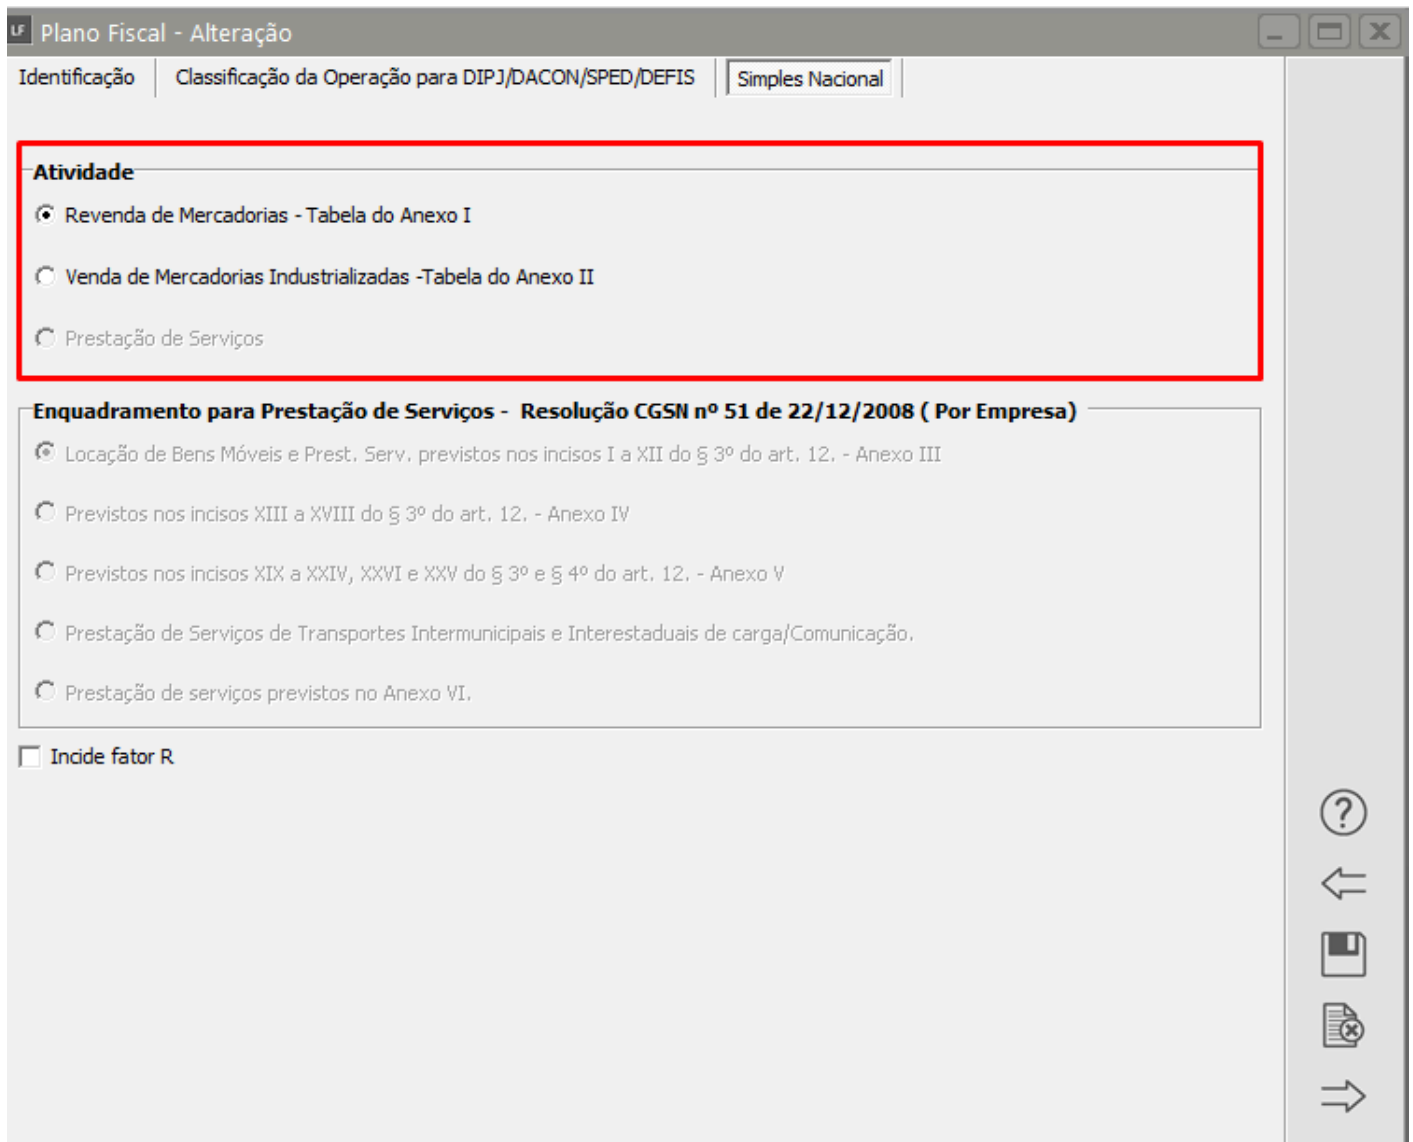 LF Plano Fiscal - Alteração
Identificação Classificação da Operação para DIPJ/DACON/SPED/DEFIS Simples Nacional
Atividade
Revenda de Mercadorias - Tabela do Anexo I
Venda de Mercadorias Industrializadas -Tabela do Anexo II
Prestação de Serviços
Enquadramento para Prestação de Serviços - Resolução CGSN nº 51 de 22/12/2008 ( Por Empresa)
Locação de Bens Móveis e Prest. Serv. previstos nos incisos I a XII do § 3º do art. 12. - Anexo III
Previstos nos incisos XIII a XVIII do § 3º do art. 12. - Anexo IV
Previstos nos incisos XIX a XXIV, XXVI e XXV do § 3º e § 4º do art. 12. - Anexo V
Prestação de Serviços de Transportes Intermunicipais e Interestaduais de carga/Comunicação.
Prestação de serviços previstos no Anexo VI.
Incide fator R